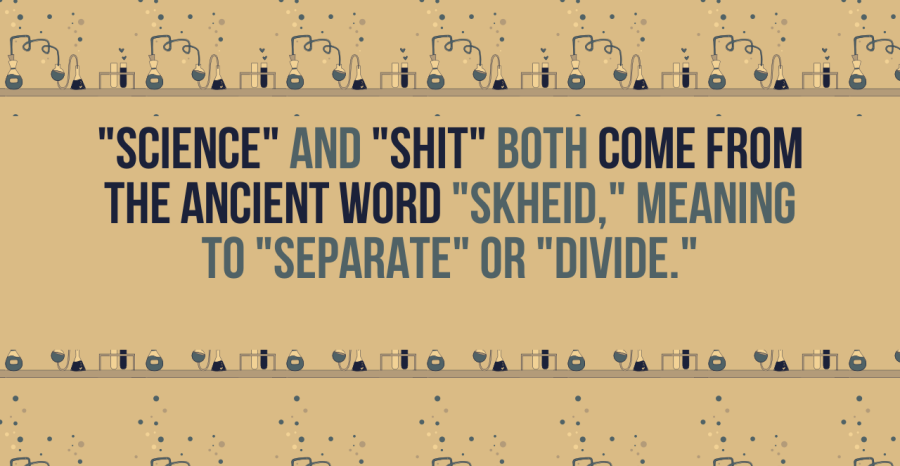 "SCIENCE" AND "SHIT" BOTH COME FROM
THE ANCIENT WORD "SKHEID," MEANING
TO "SEPARATE" OR "DIVIDE."